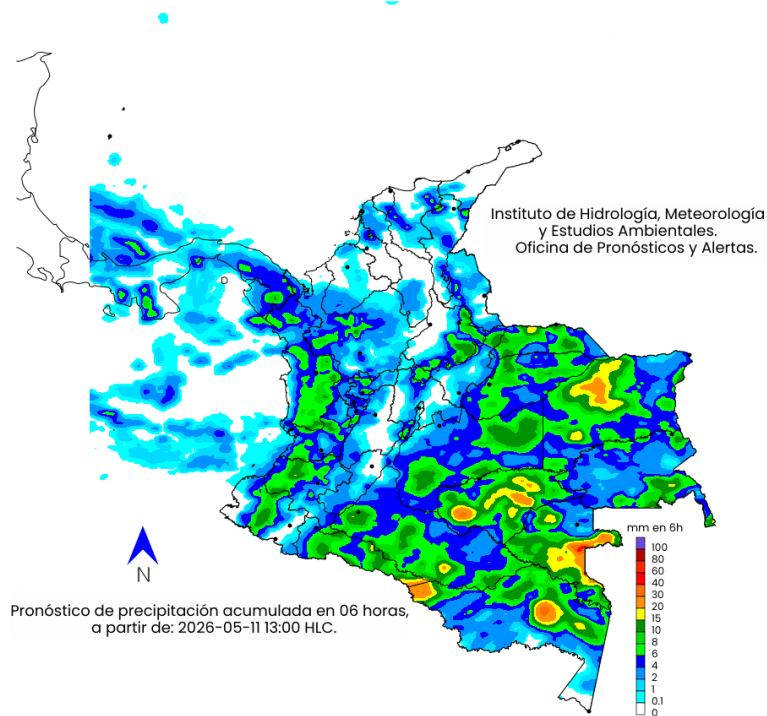 Instituto de Hidrología, Meteorología
y Estudios Ambientales.
Oficina de Pronósticos y Alertas.
mm en 6h
100
80
60
40
30
20
15
10
8
6
4
2
1
0.1
0
N
Pronóstico de precipitación acumulada en 06 horas,
a partir de: 2026-05-11 13:00 HLC.